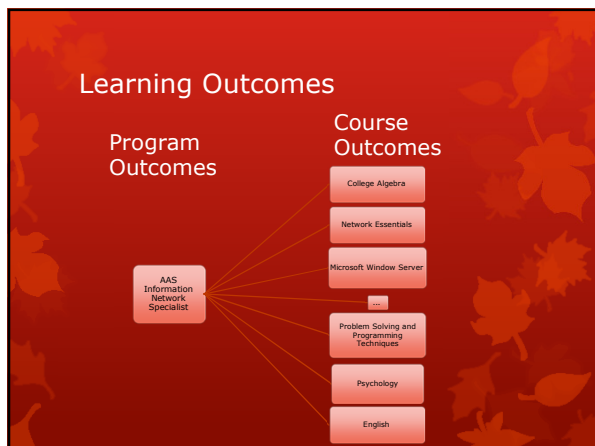 Learning Outcomes
Program
Outcomes
Course
Outcomes
AAS
Information
Network
Specialist
College Algebra
Network Essentials
Microsoft Window Server
...
Problem Solving and
Programming
Techniques
Psychology
English